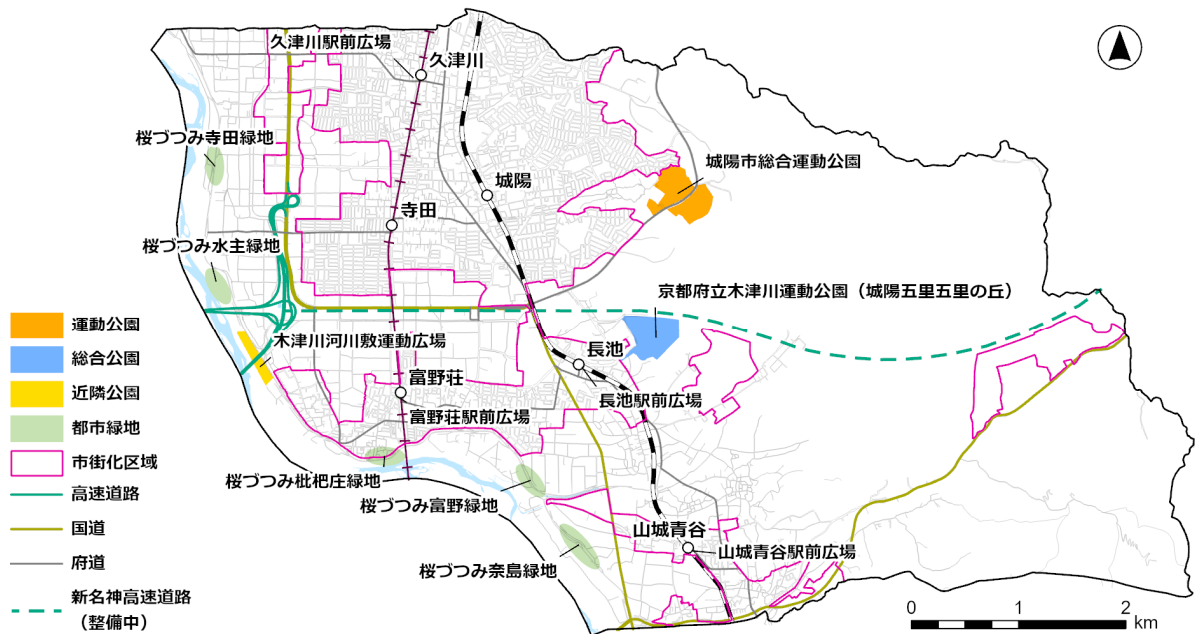 久津川駅前広場
久津川
桜づつみ寺田緑地
城陽市総合運動公園
城陽
寺田
桜づつみ水主緑地
京都府立木津川運動公園（城陽五里五里の丘）
木津川河川敷運動広場
長池
富野荘
長池駅前広場
富野荘駅前広場
桜づつみ枇杷庄緑地
桜づつみ富野緑地
山城青谷
山城青谷駅前広場
桜づつみ奈島緑地
運動公園
総合公園
近隣公園
都市緑地
市街化区域
高速道路
国道
府道
新名神高速道路
（整備中）
0 1 2 km